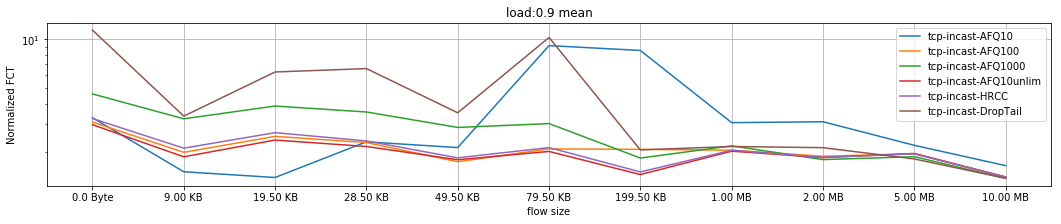 load:0.9 mean
10¹
Normalized FCT
tcp-incast-AFQ10
tcp-incast-AFQ100
tcp-incast-AFQ1000
tcp-incast-AFQ10unlim
tcp-incast-HRCC
tcp-incast-DropTail
0.0 Byte 9.00 KB 19.50 KB 28.50 KB 49.50 KB 79.50 KB 199.50 KB 1.00 MB 2.00 MB 5.00 MB 10.00 MB
flow size